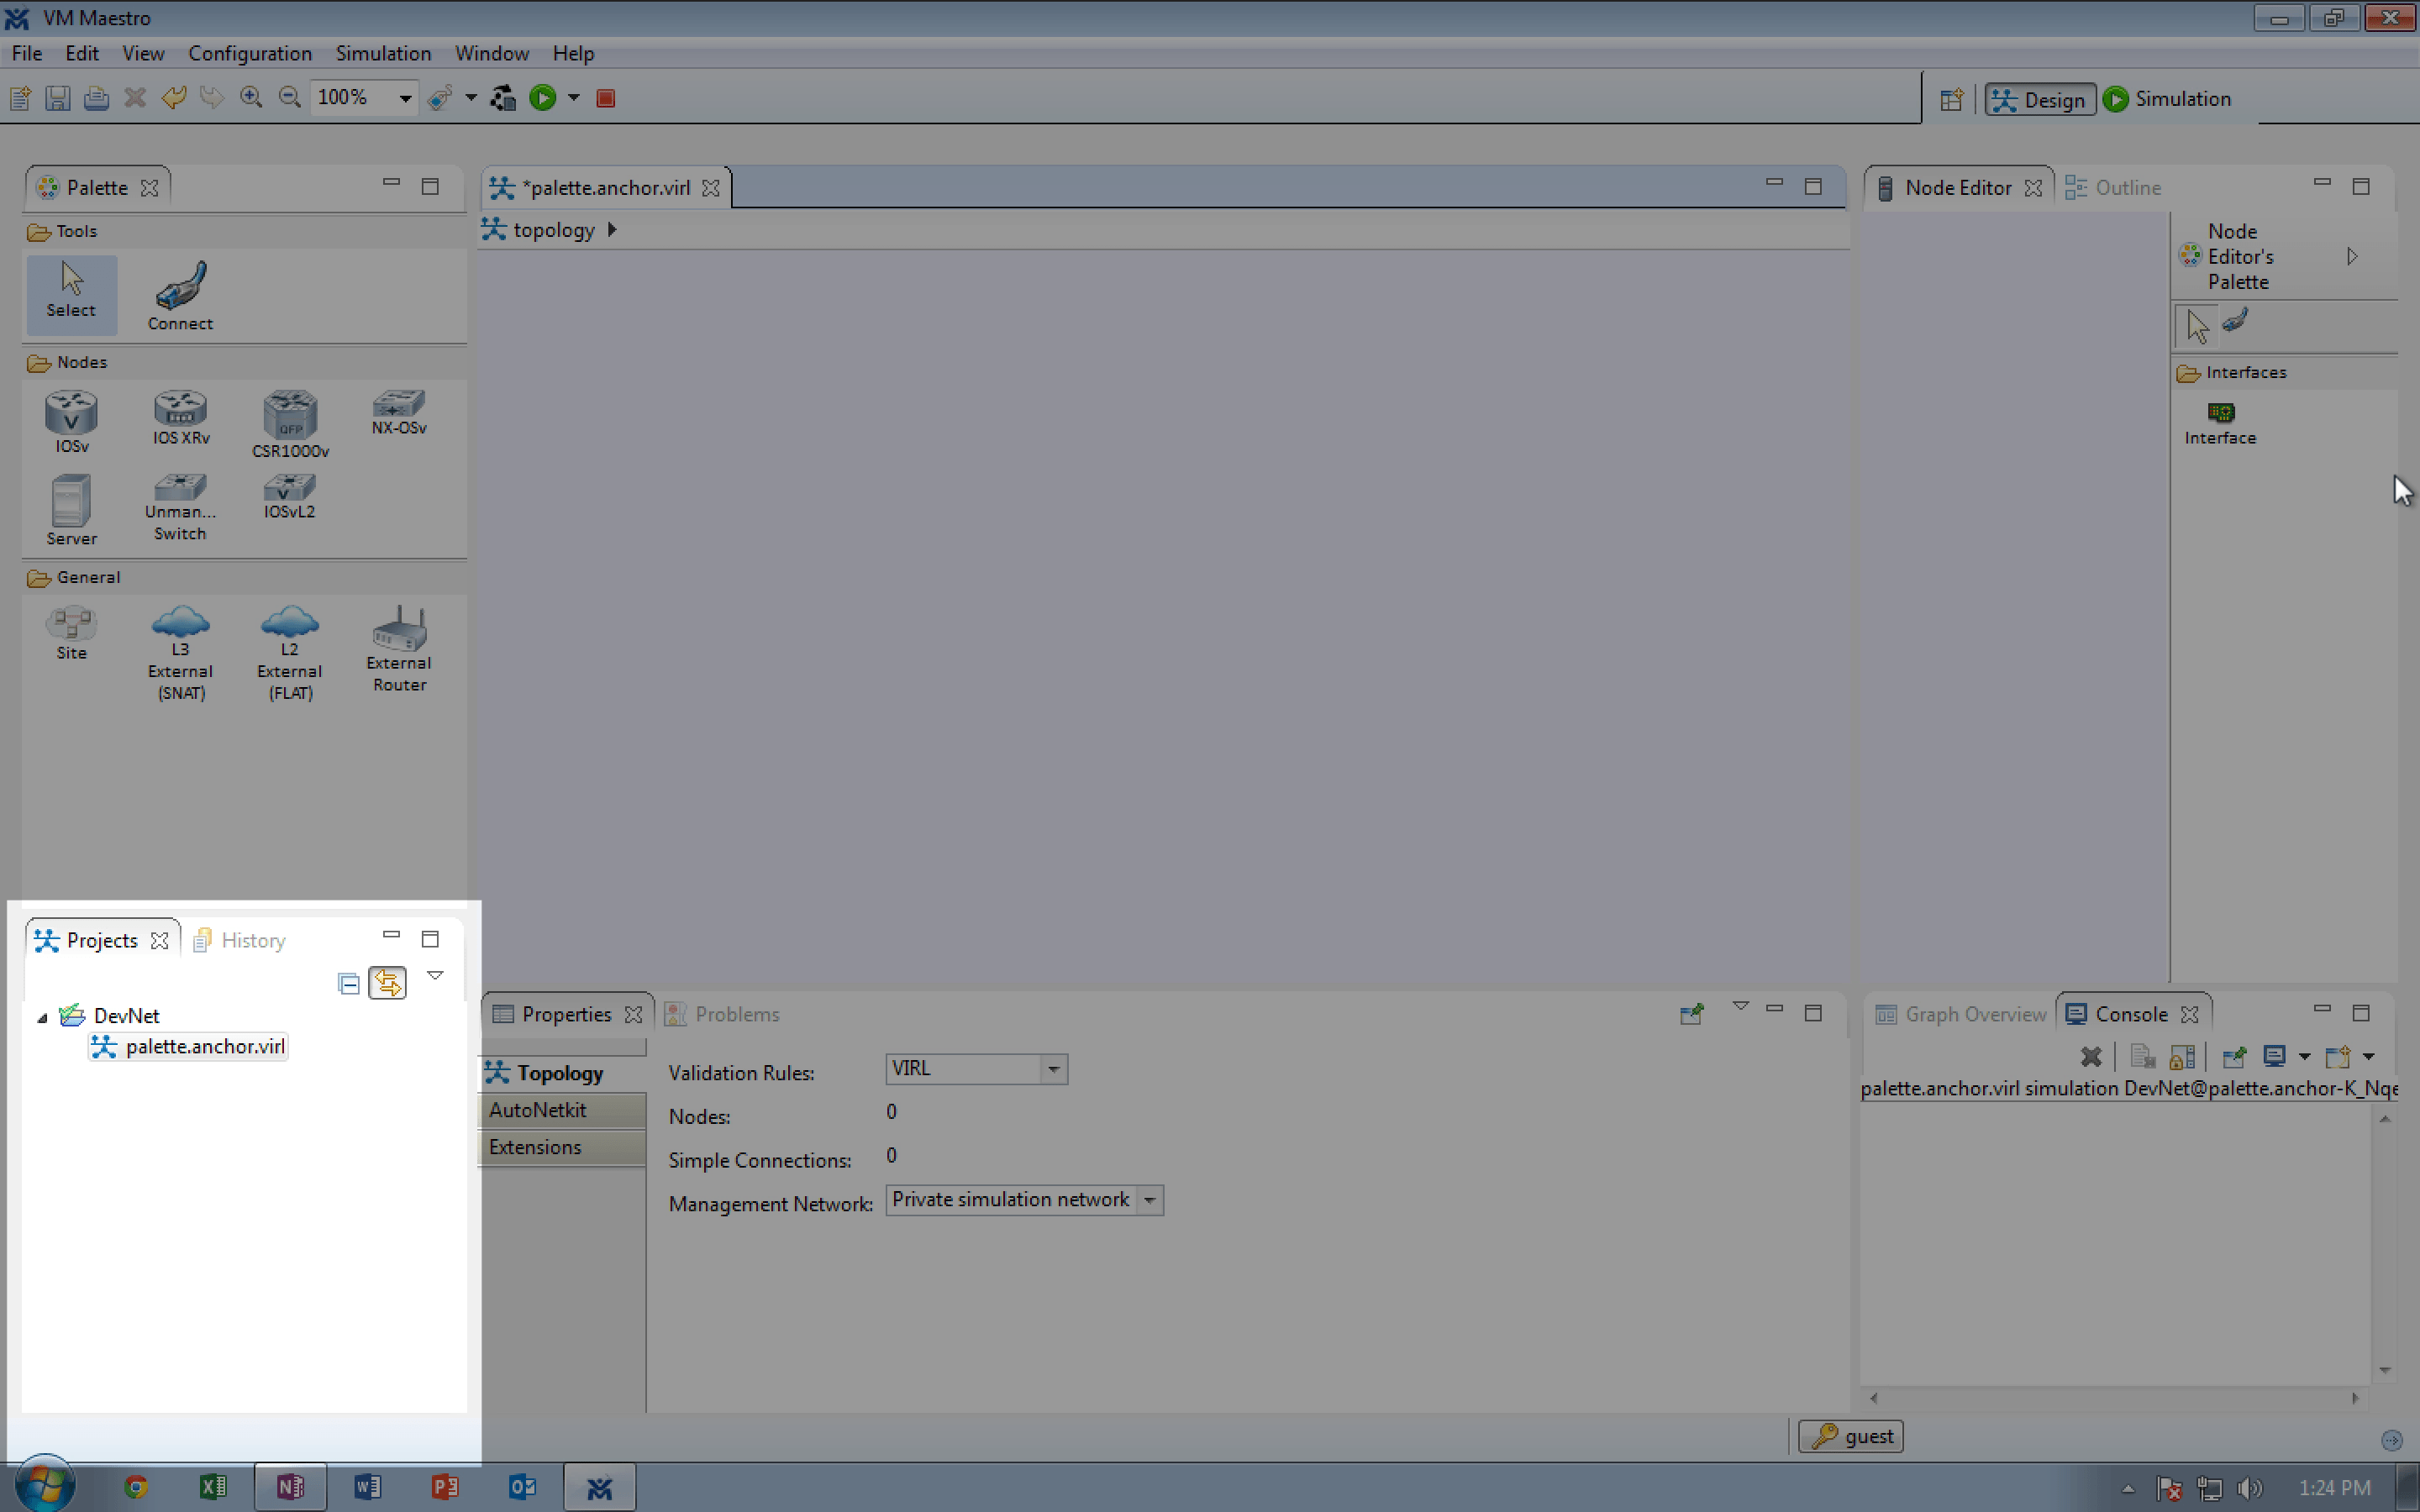 VM Maestro
File Edit View Configuration Simulation Window Help
100%
Design Simulation
Palette
Tools
Select
Connect
Nodes
IOSv
IOS XRv
QFP
CSR1000v
NX-OSv
Server
Unman...
Switch
IOSvL2
General
Site
L3
External
(SNAT)
L2
External
(FLAT)
External
Router
*palette.anchor.virl
topology
Node Editor Outline
Node
Editor's
Palette
Interfaces
Interface
Projects History
DevNet
palette.anchor.virl
Properties Problems
Topology
AutoNetkit
Extensions
Validation Rules: VIRL
Nodes: 0
Simple Connections: 0
Management Network: Private simulation network
Graph Overview Console
palette.anchor.virl simulation DevNet@palette.anchor-K_Nqe
guest
1:24 PM